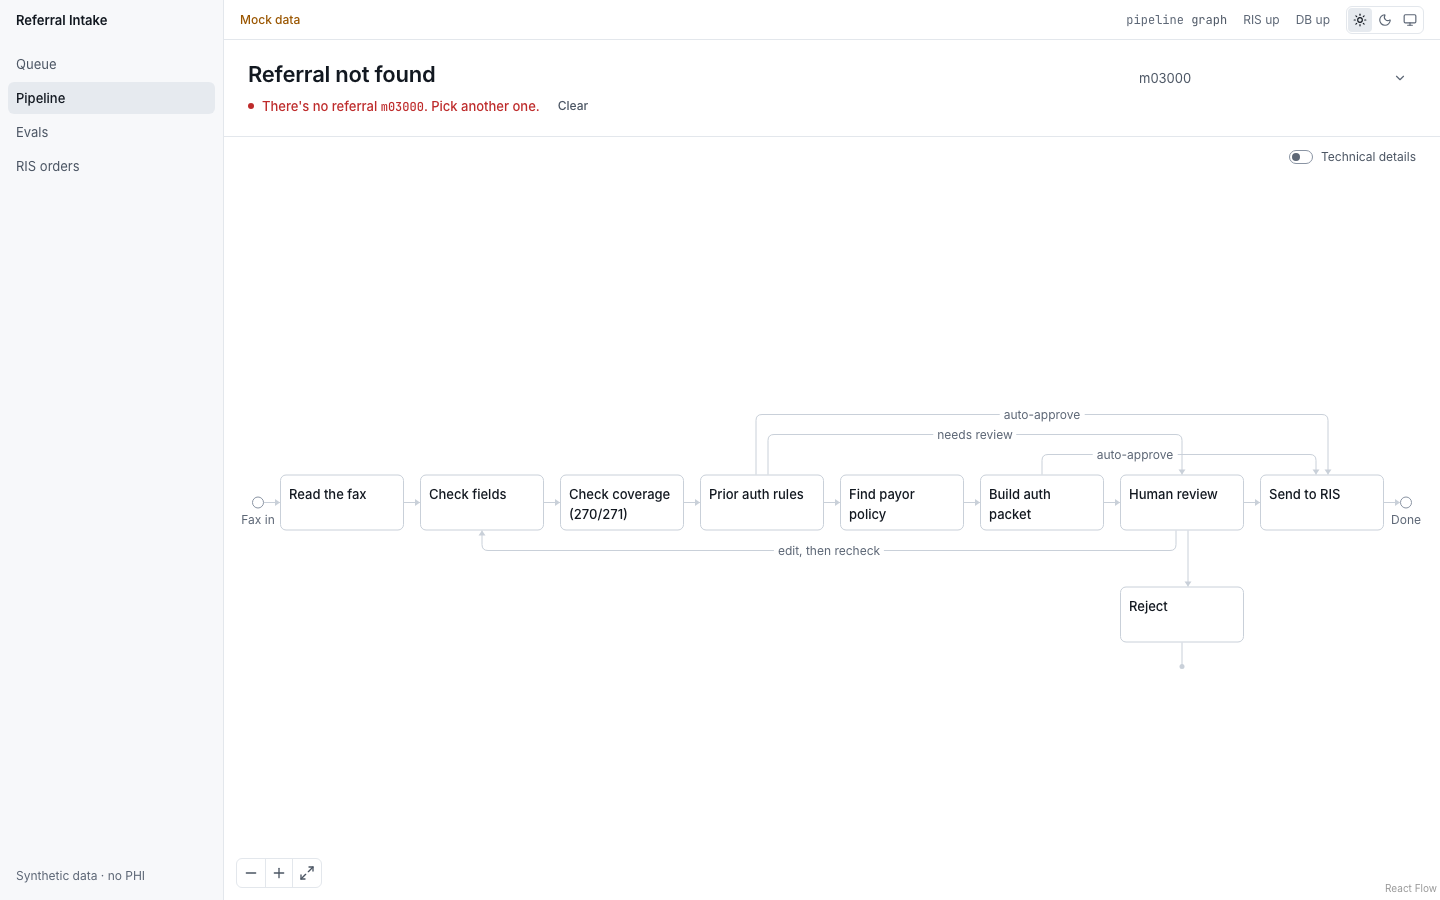 Referral Intake
Mock data
pipeline graph
RIS up
DB up
Queue
Pipeline
Evals
RIS orders
Referral not found
There's no referral m03000. Pick another one.
Clear
m03000
Technical details
auto-approve
needs review
auto-approve
Fax in
Read the fax
Check fields
Check coverage
(270/271)
Prior auth rules
Find payor
policy
Build auth
packet
Human review
Send to RIS
Done
edit, then recheck
Reject
Synthetic data · no PHI
React Flow